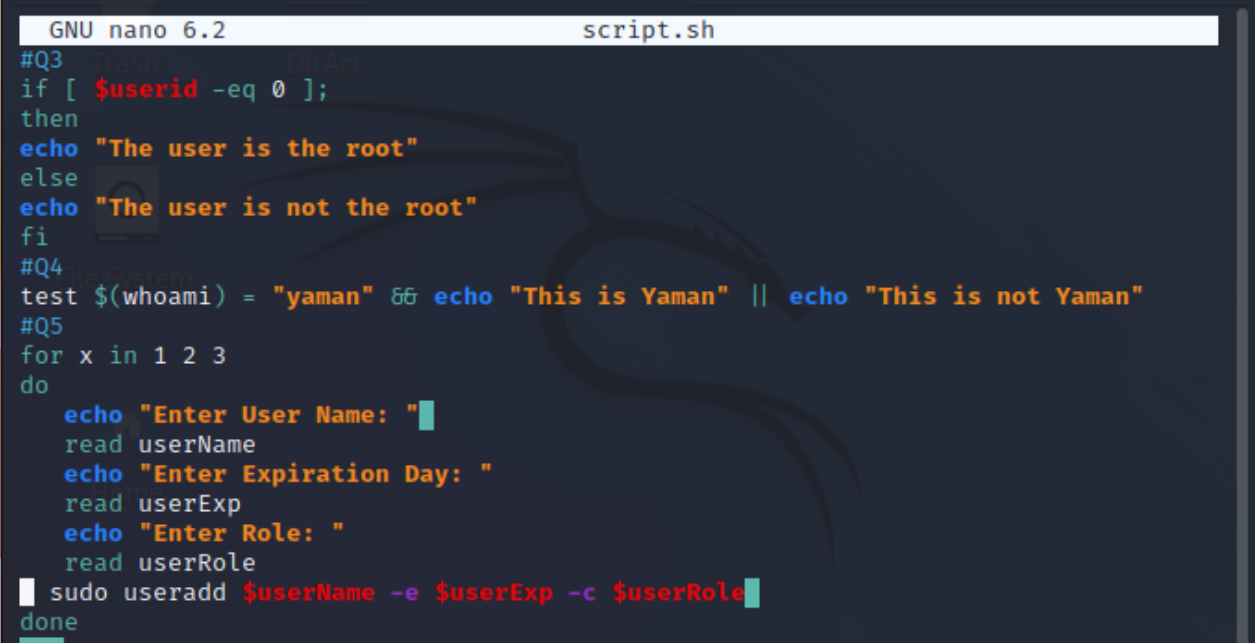 GNU nano 6.2 script.sh
#Q3
if [ $userid -eq 0 ];
then
echo "The user is the root"
else
echo "The user is not the root"
fi
#Q4
test $(whoami) = "yaman" && echo "This is Yaman" || echo "This is not Yaman"
#Q5
for x in 1 2 3
do
echo "Enter User Name: "
read userName
echo "Enter Expiration Day: "
read userExp
echo "Enter Role: "
read userRole
sudo useradd $userName -e $userExp -c $userRole
done
Trash
DirAct
File System
Home